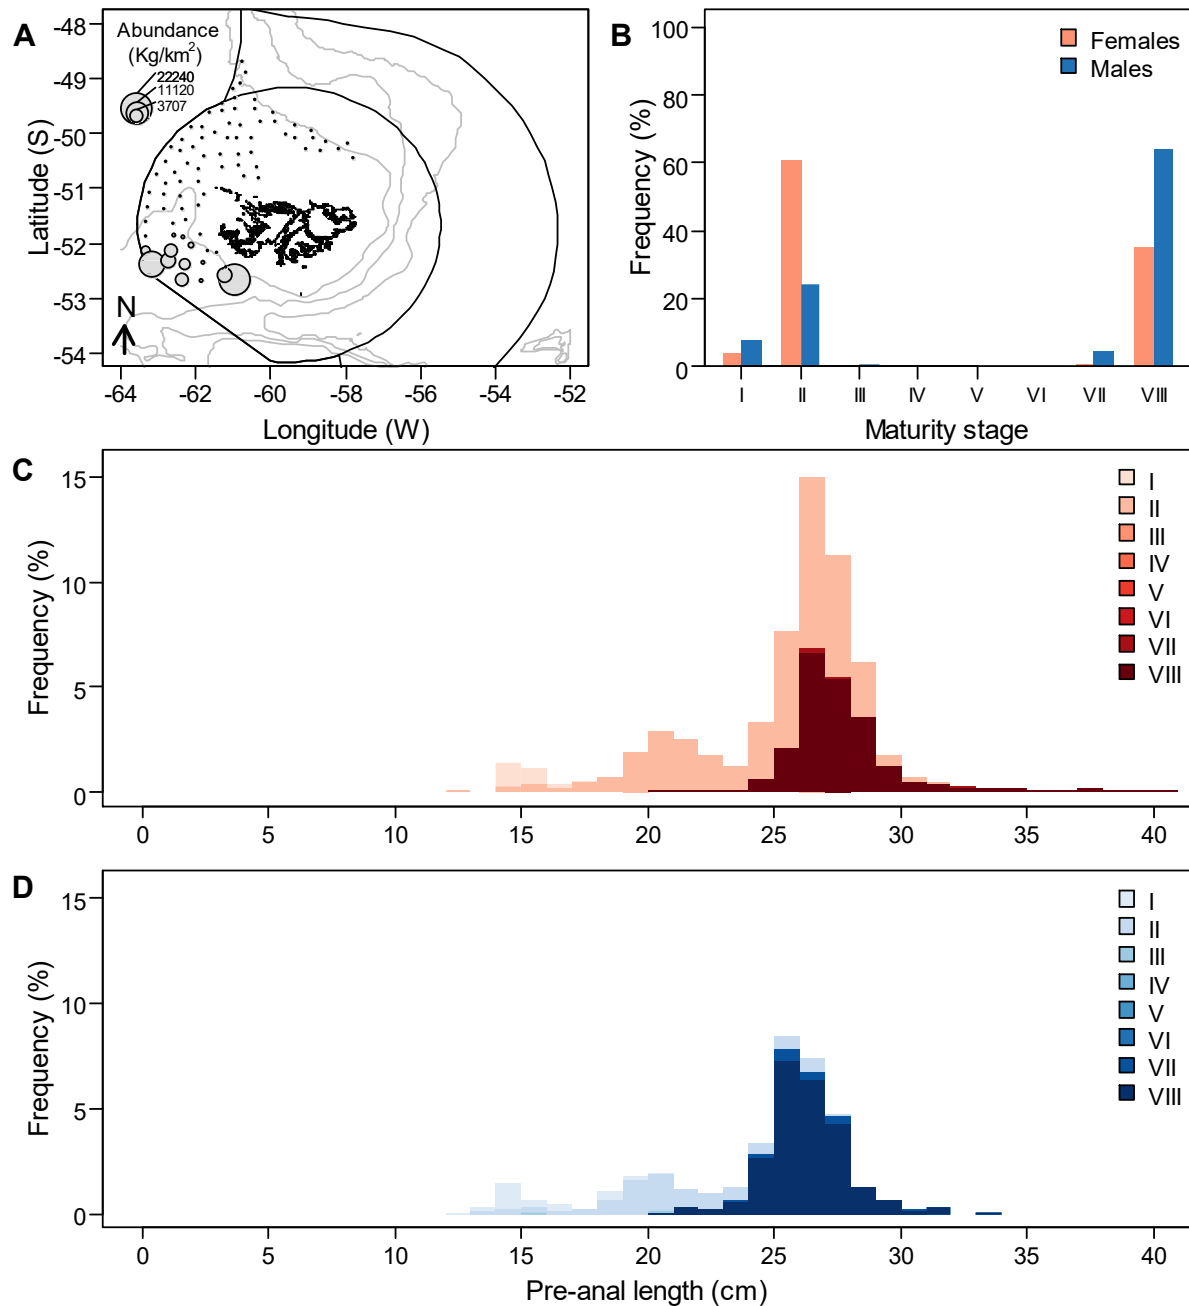 A
Abundance
(Kg/km²)
22240
11120
3707
-48
-49
-50
-51
-52
-53
-54
Latitude (S)
N
-64
-62
-60
-58
-56
-54
-52
Longitude (W)
B
100
80
60
40
20
0
Frequency (%)
Females
Males
I
II
III
IV
V
VI
VII
VIII
Maturity stage
C
15
10
5
0
Frequency (%)
I
II
III
IV
V
VI
VII
VIII
0
5
10
15
20
25
30
35
40
D
15
10
5
0
Frequency (%)
I
II
III
IV
V
VI
VII
VIII
0
5
10
15
20
25
30
35
40
Pre-anal length (cm)